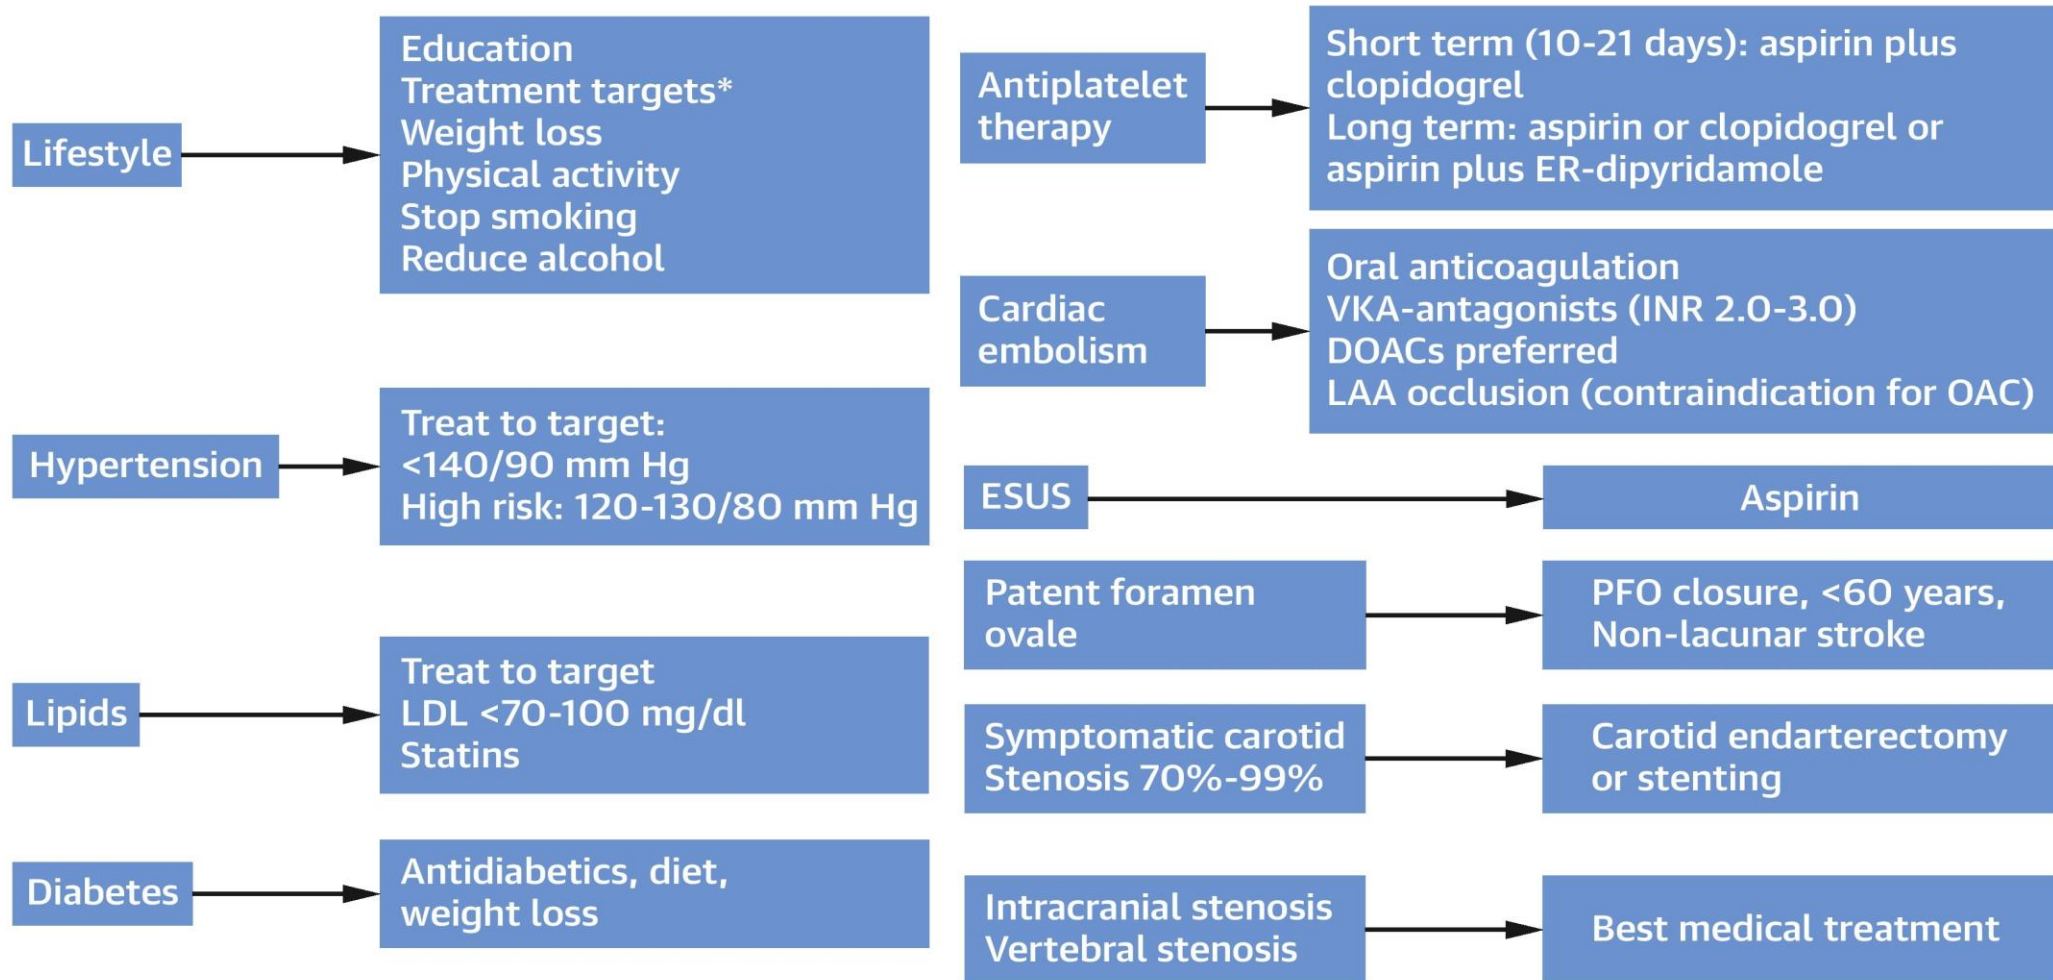 Lifestyle
Education
Treatment targets*
Weight loss
Physical activity
Stop smoking
Reduce alcohol
Hypertension
Treat to target:
<140/90 mm Hg
High risk: 120-130/80 mm Hg
Lipids
Treat to target
LDL <70-100 mg/dl
Statins
Diabetes
Antidiabetics, diet,
weight loss
Antiplatelet
therapy
Short term (10-21 days): aspirin plus
clopidogrel
Long term: aspirin or clopidogrel or
aspirin plus ER-dipyridamole
Cardiac
embolism
Oral anticoagulation
VKA-antagonists (INR 2.0-3.0)
DOACs preferred
LAA occlusion (contraindication for OAC)
ESUS
Aspirin
Patent foramen
ovale
PFO closure, <60 years,
Non-lacunar stroke
Symptomatic carotid
Stenosis 70%-99%
Carotid endarterectomy
or stenting
Intracranial stenosis
Vertebral stenosis
Best medical treatment